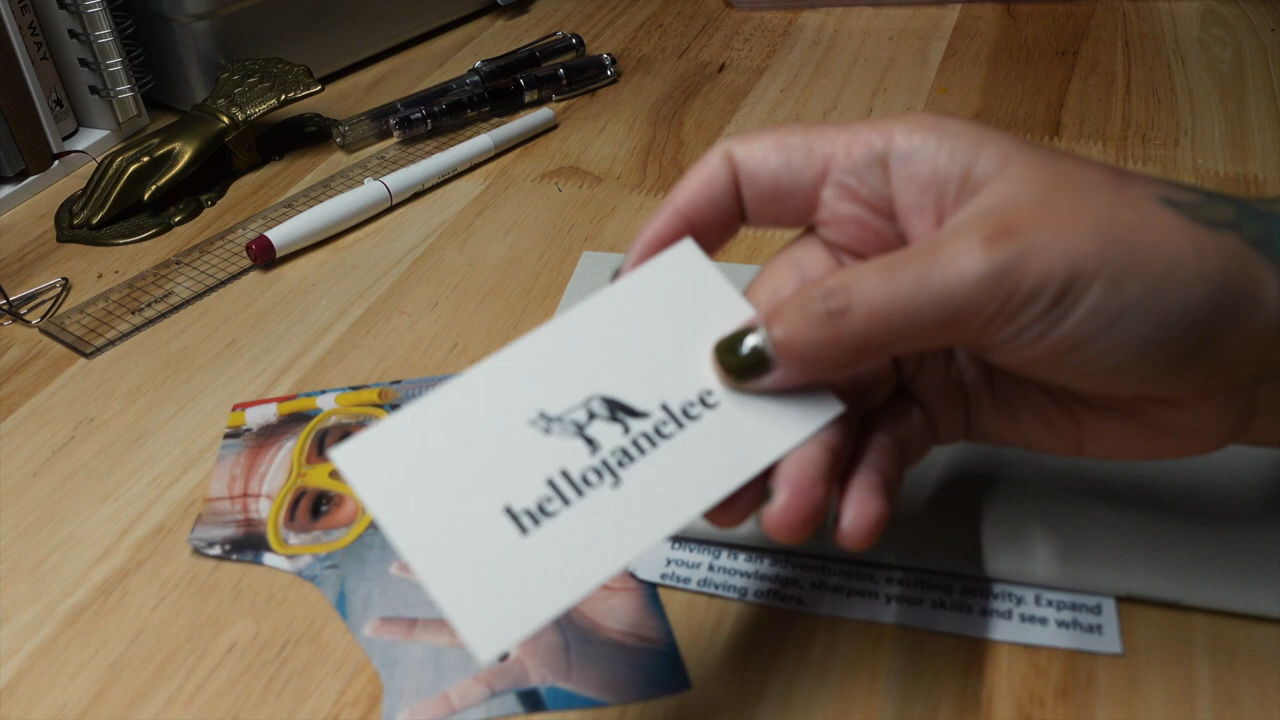 WAY
hellojanelee
Diving is an adventurous, exciting activity. Expand
your knowledge, sharpen your skills and see what
else diving offers.